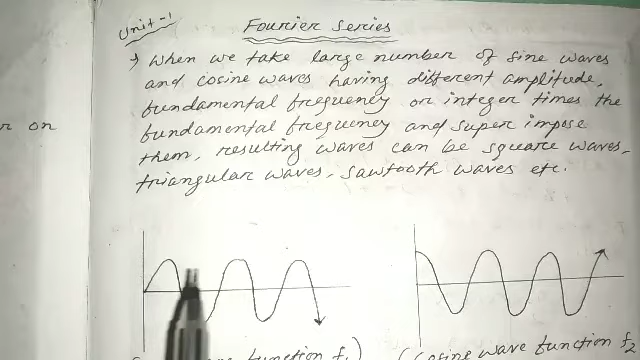 Unit-1
Fourier Series
→ When we take large number of sine waves
and cosine waves having different amplitude,
fundamental frequency or integer times the
fundamental frequency and super impose
them, resulting waves can be square waves,
triangular waves, sawtooth waves etc.
on
function f1)
(cosine wave function f2